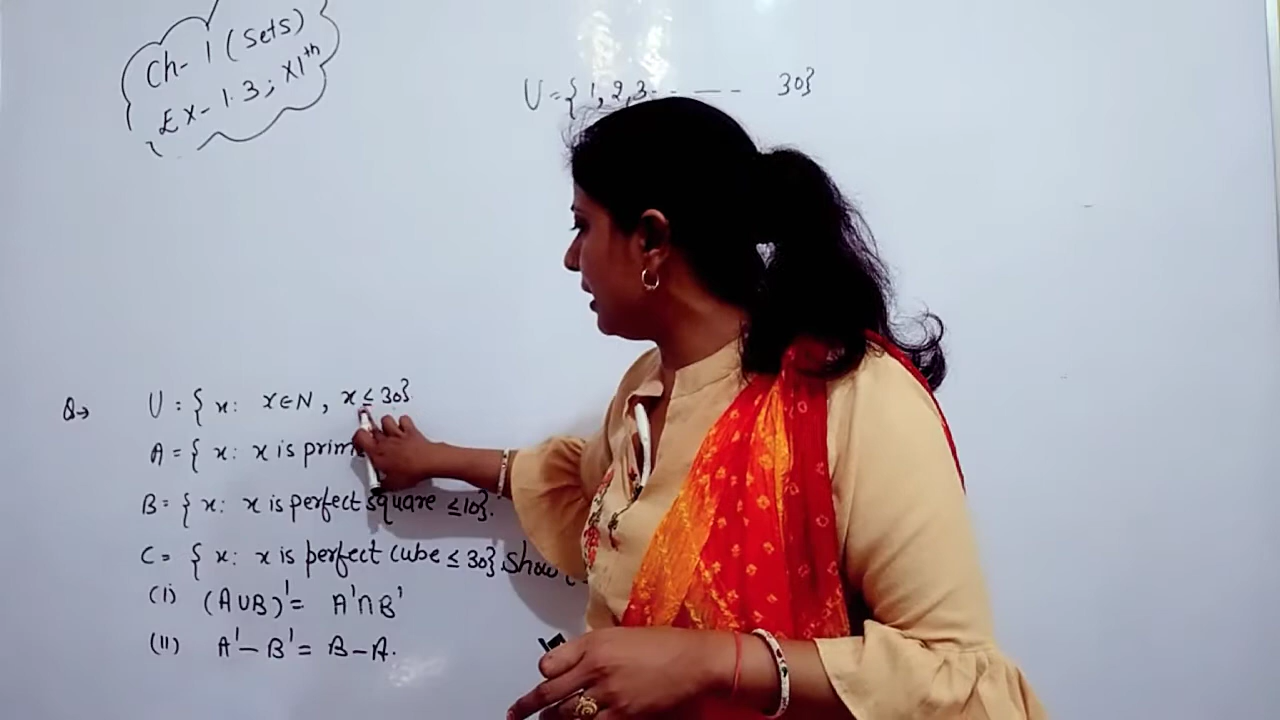 Ch-1 (Sets)
Ex-1.3; XIth
U={1,2,3-- —— - 30}
Q→ U = { x: x∈N, x≤30}
A = { x: x is prim
B = { x: x is perfect square ≤10}.
C = { x: x is perfect cube ≤ 30} Show
(I) (A∪B)'= A'∩B'
(II) A'-B'= B-A.